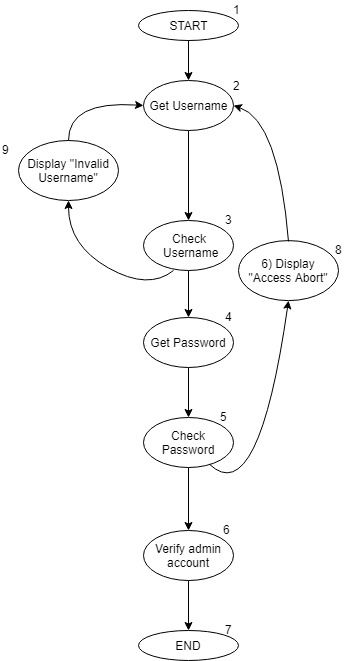 1
START
2
Get Username
9
Display "Invalid
Username"
3
Check
Username
8
6) Display
"Access Abort"
4
Get Password
5
Check
Password
6
Verify admin
account
7
END